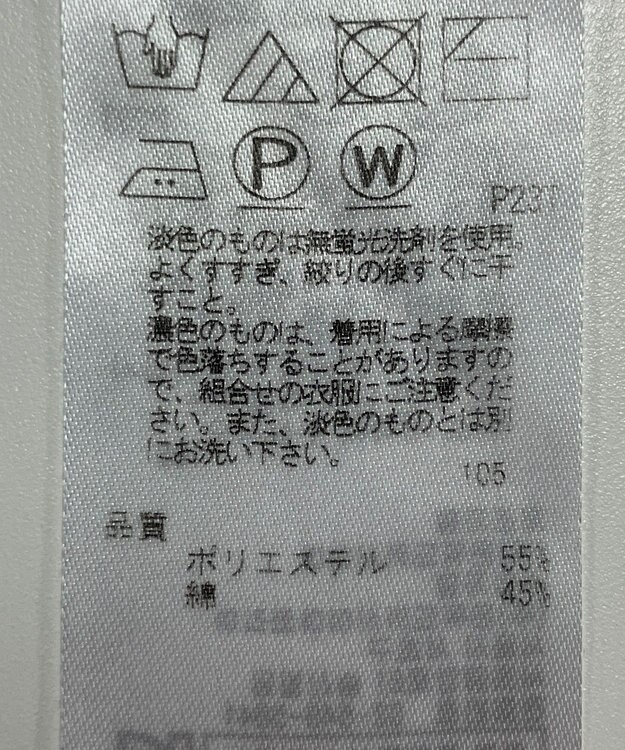 P
W
淡色のものは無蛍光洗剤を使用。
よくすすぎ、絞りの後すぐに干
すこと。
濃色のものは、着用による摩擦
で色落ちすることがありますの
で、組合せの衣服にご注意くだ
さい。また、淡色のものとは別
にお洗い下さい。
105
品質
ポリエステル 55%
綿 45%